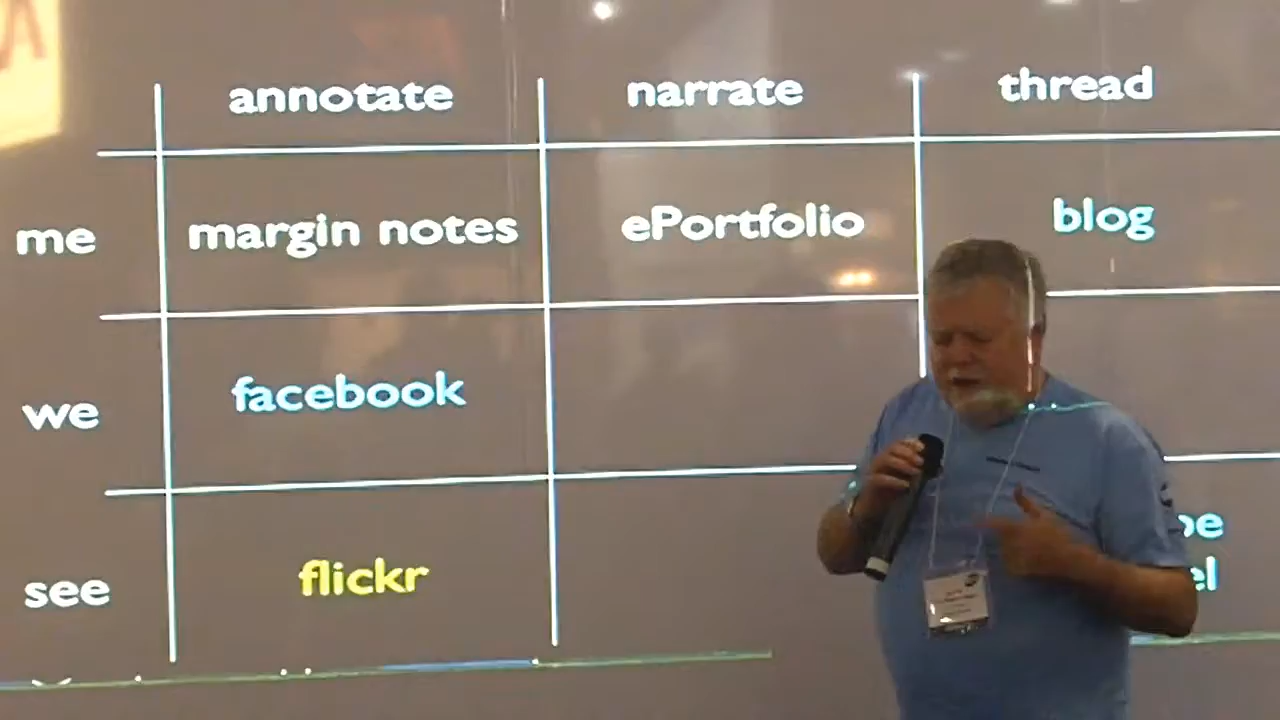 annotate narrate thread
me margin notes ePortfolio blog
we facebook
see flickr